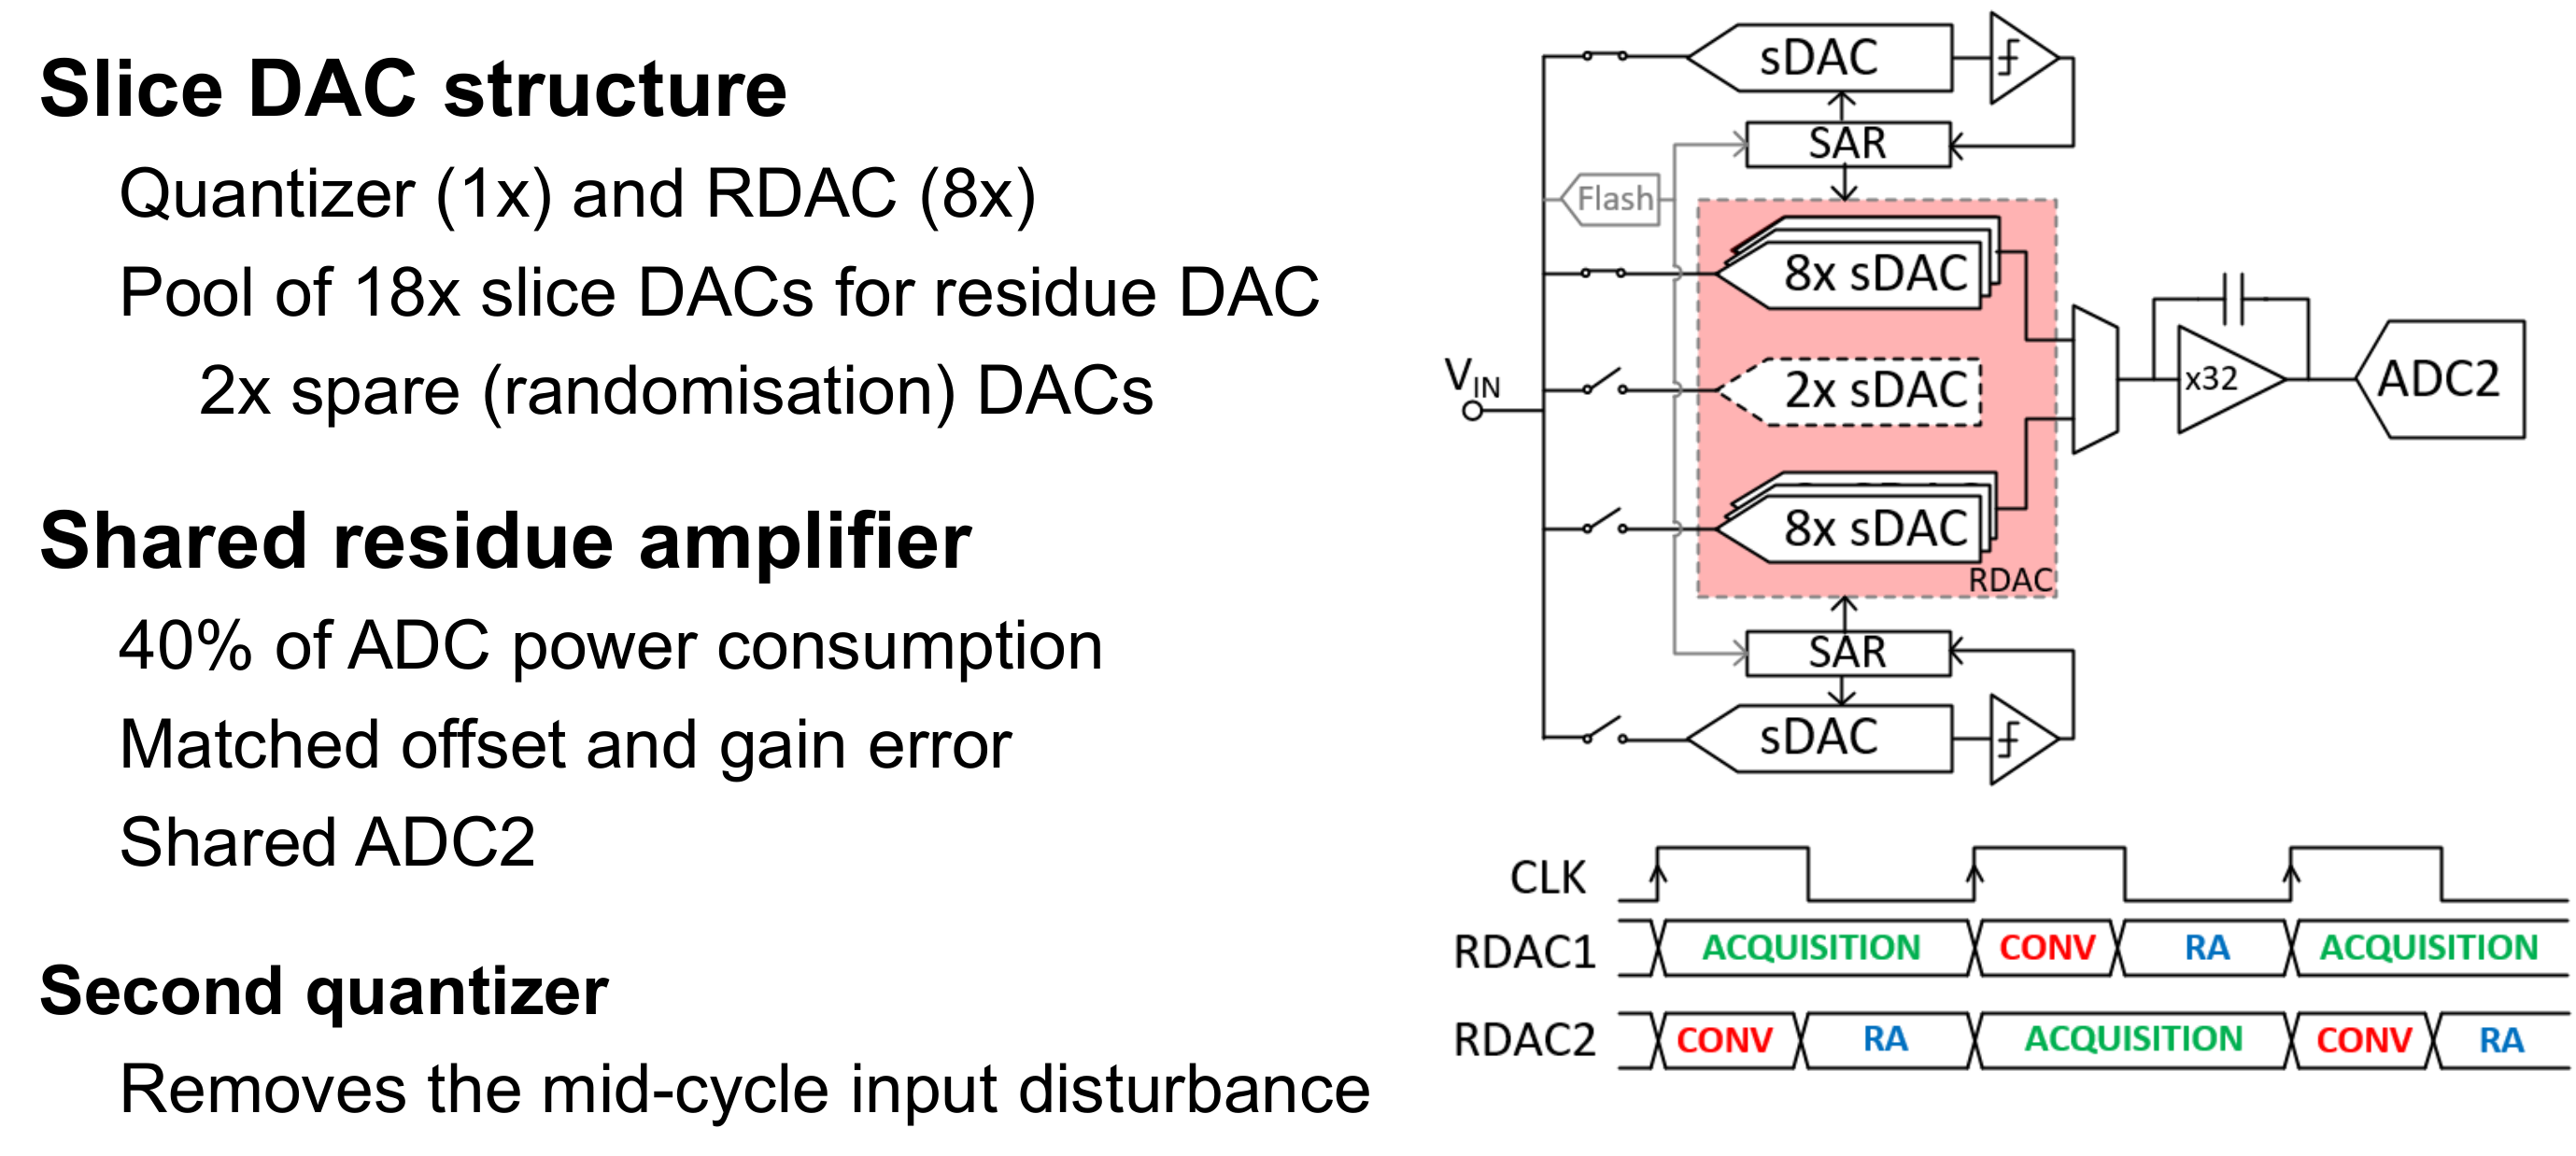 Slice DAC structure
Quantizer (1x) and RDAC (8x)
Pool of 18x slice DACs for residue DAC
2x spare (randomisation) DACs
Shared residue amplifier
40% of ADC power consumption
Matched offset and gain error
Shared ADC2
Second quantizer
Removes the mid-cycle input disturbance
sDAC
SAR
Flash
8x sDAC
VIN
2x sDAC
x32
ADC2
8x sDAC
RDAC
SAR
sDAC
CLK
RDAC1 ACQUISITION CONV RA ACQUISITION
RDAC2 CONV RA ACQUISITION CONV RA